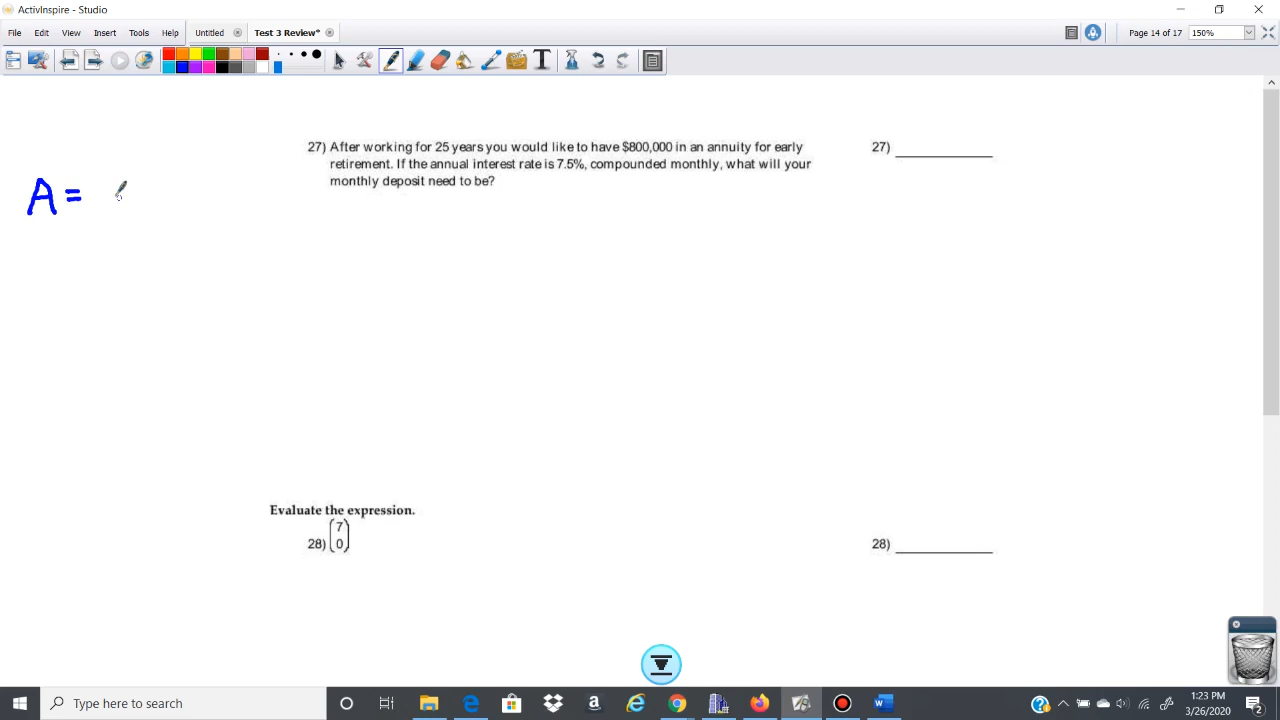 ActivInspire - Studio
File Edit View Insert Tools Help Untitled Test 3 Review* Page 14 of 17 150%
27) After working for 25 years you would like to have $800,000 in an annuity for early 27) ___________
retirement. If the annual interest rate is 7.5%, compounded monthly, what will your
monthly deposit need to be?
A =
Evaluate the expression.
7
28) ( 0 ) 28) ___________
Type here to search
1:23 PM
3/26/2020